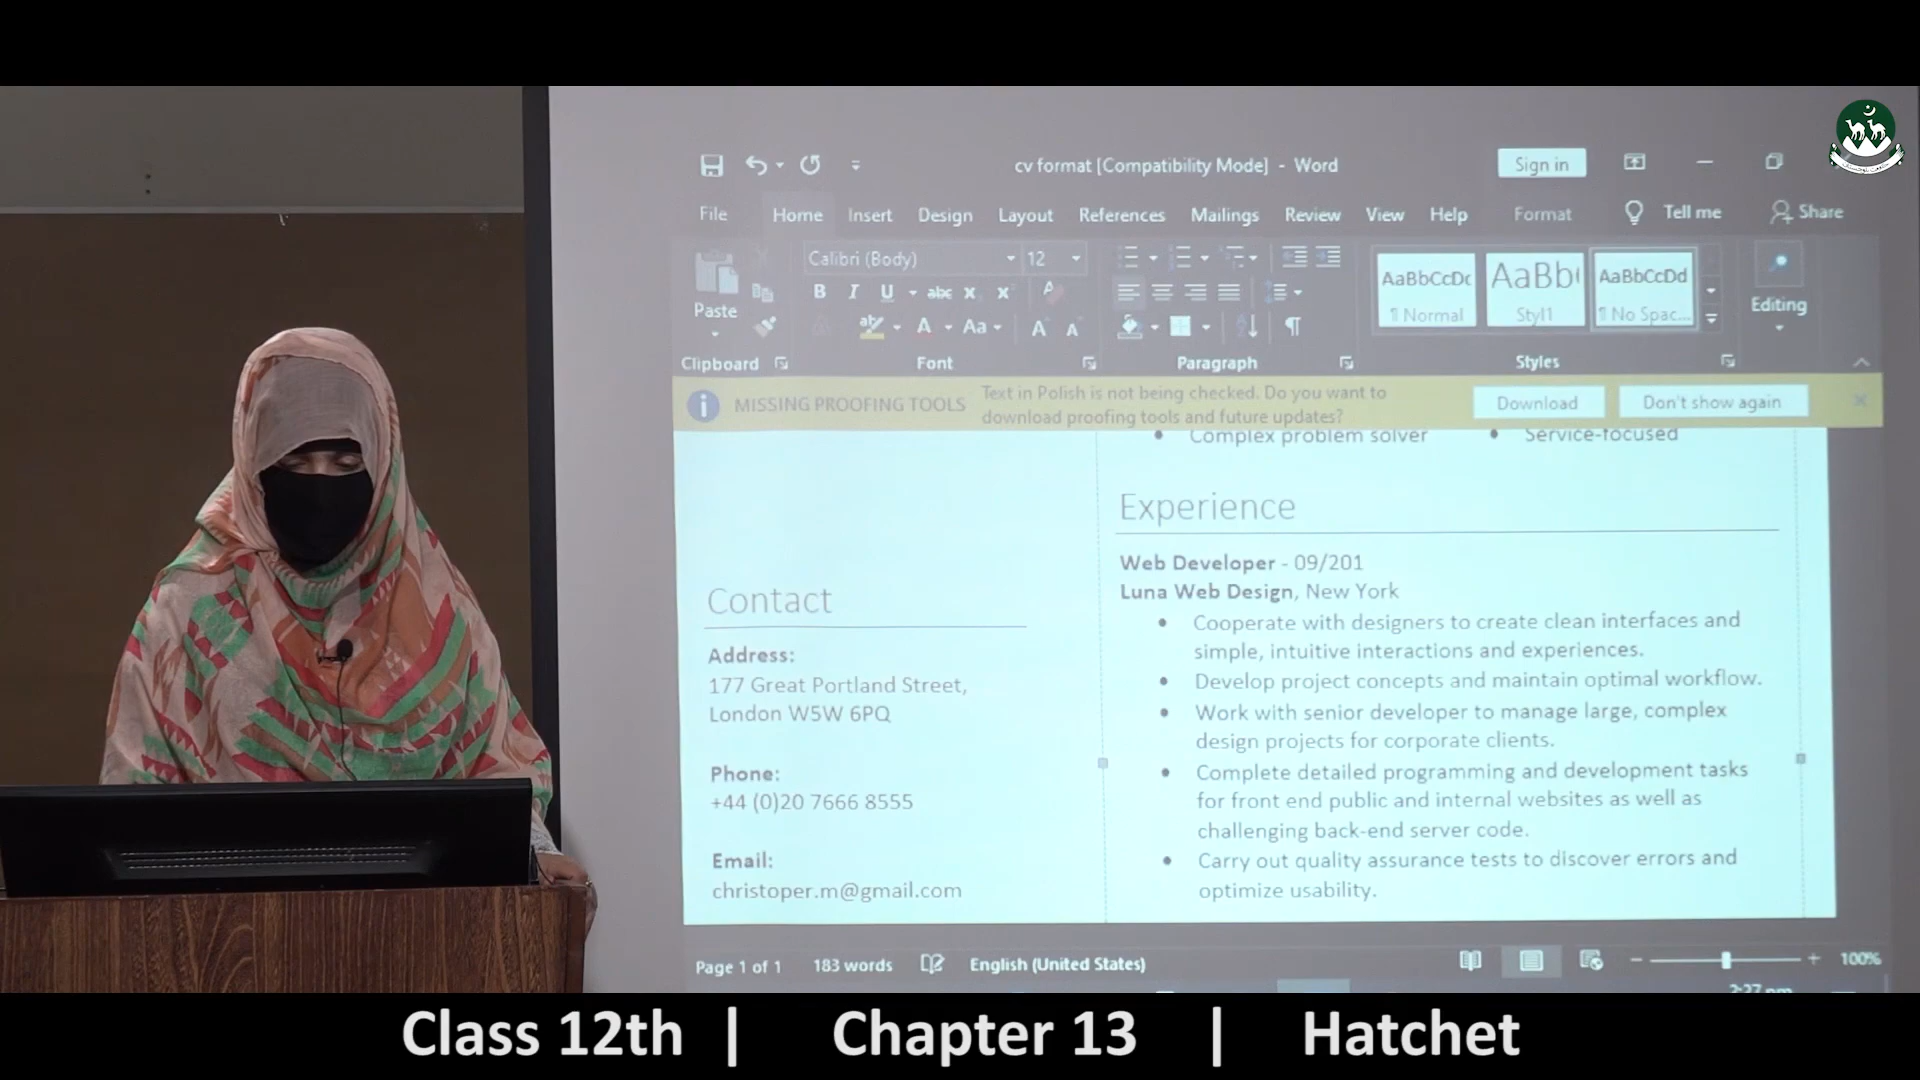 cv format [Compatibility Mode] - Word
Sign in
File Home Insert Design Layout References Mailings Review View Help Format Tell me Share
Calibri (Body) 12
AaBbCcDc AaBb( AaBbCcDd
Paste
¶ Normal Styl1 ¶ No Spac...
Editing
Clipboard Font Paragraph Styles
MISSING PROOFING TOOLS
Text in Polish is not being checked. Do you want to
download proofing tools and future updates?
Download
Don't show again
Complex problem solver
Service-focused
Contact
Address:
177 Great Portland Street,
London W5W 6PQ
Phone:
+44 (0)20 7666 8555
Email:
christoper.m@gmail.com
Experience
Web Developer - 09/201
Luna Web Design, New York
Cooperate with designers to create clean interfaces and
simple, intuitive interactions and experiences.
Develop project concepts and maintain optimal workflow.
Work with senior developer to manage large, complex
design projects for corporate clients.
Complete detailed programming and development tasks
for front end public and internal websites as well as
challenging back-end server code.
Carry out quality assurance tests to discover errors and
optimize usability.
Page 1 of 1 183 words English (United States) 100%
2:27 pm
Class 12th | Chapter 13 | Hatchet